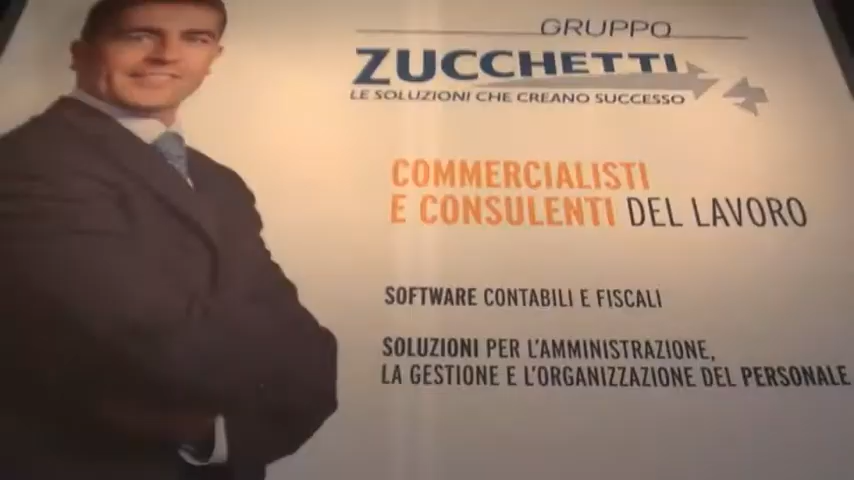 GRUPPO
ZUCCHETTI
LE SOLUZIONI CHE CREANO SUCCESSO
COMMERCIALISTI
E CONSULENTI DEL LAVORO
SOFTWARE CONTABILI E FISCALI
SOLUZIONI PER L'AMMINISTRAZIONE,
LA GESTIONE E L'ORGANIZZAZIONE DEL PERSONALE